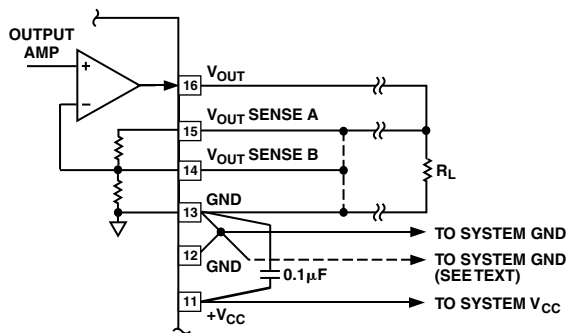 OUTPUT
AMP
+
–
16
VOUT
15
VOUT SENSE A
14
VOUT SENSE B
RL
GND
13
TO SYSTEM GND
12
GND
TO SYSTEM GND
(SEE TEXT)
0.1µF
11
+VCC
TO SYSTEM VCC